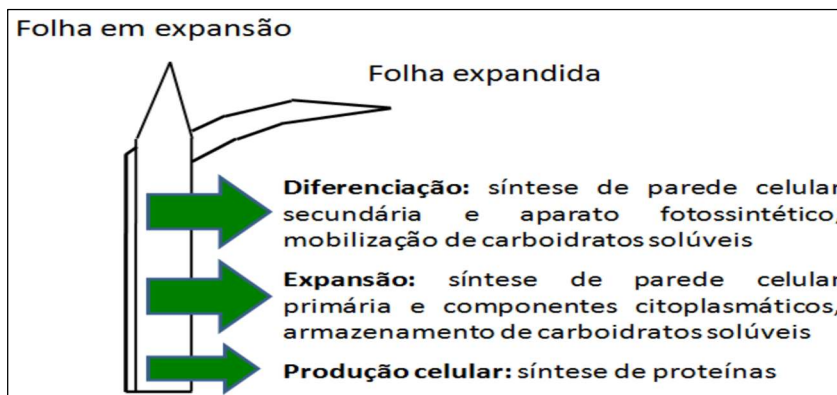 Folha em expansão
Folha expandida
Diferenciação: síntese de parede celular
secundária e aparato fotossintético,
mobilização de carboidratos solúveis
Expansão: síntese de parede celular
primária e componentes citoplasmáticos,
armazenamento de carboidratos solúveis
Produção celular: síntese de proteínas